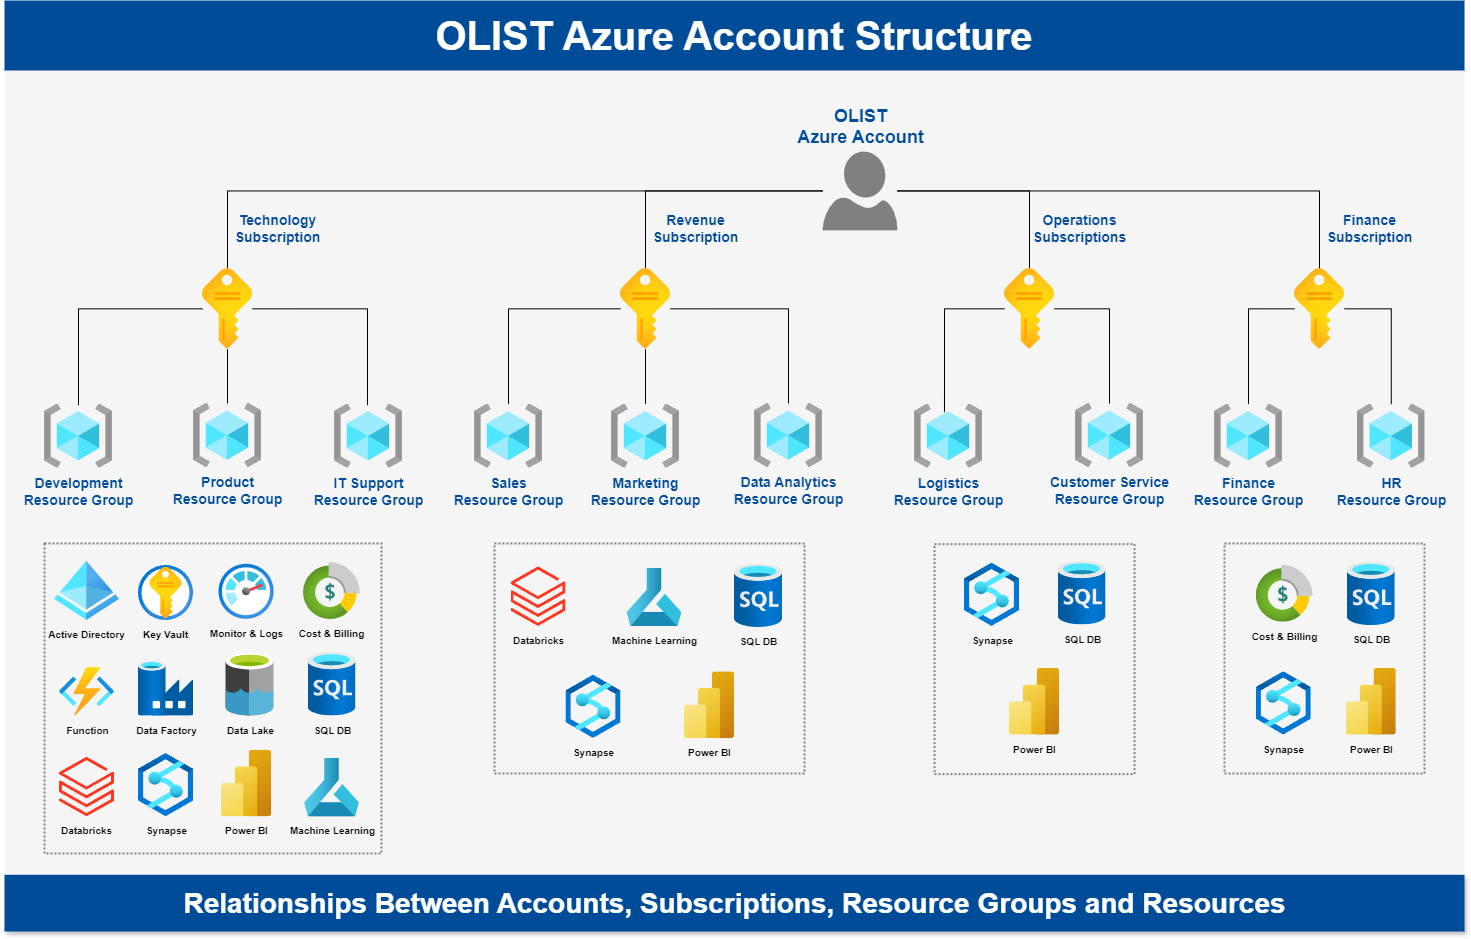 OLIST Azure Account Structure
OLIST
Azure Account
Technology
Subscription
Revenue
Subscription
Operations
Subscriptions
Finance
Subscription
Development
Resource Group
Product
Resource Group
IT Support
Resource Group
Sales
Resource Group
Marketing
Resource Group
Data Analytics
Resource Group
Logistics
Resource Group
Customer Service
Resource Group
Finance
Resource Group
HR
Resource Group
Active Directory
Key Vault
Monitor & Logs
$
Cost & Billing
Function
Data Factory
Data Lake
SQL
SQL DB
Databricks
Synapse
Power BI
Machine Learning
Databricks
Machine Learning
SQL
SQL DB
Synapse
Power BI
Synapse
SQL
SQL DB
Power BI
$
Cost & Billing
SQL
SQL DB
Synapse
Power BI
Relationships Between Accounts, Subscriptions, Resource Groups and Resources